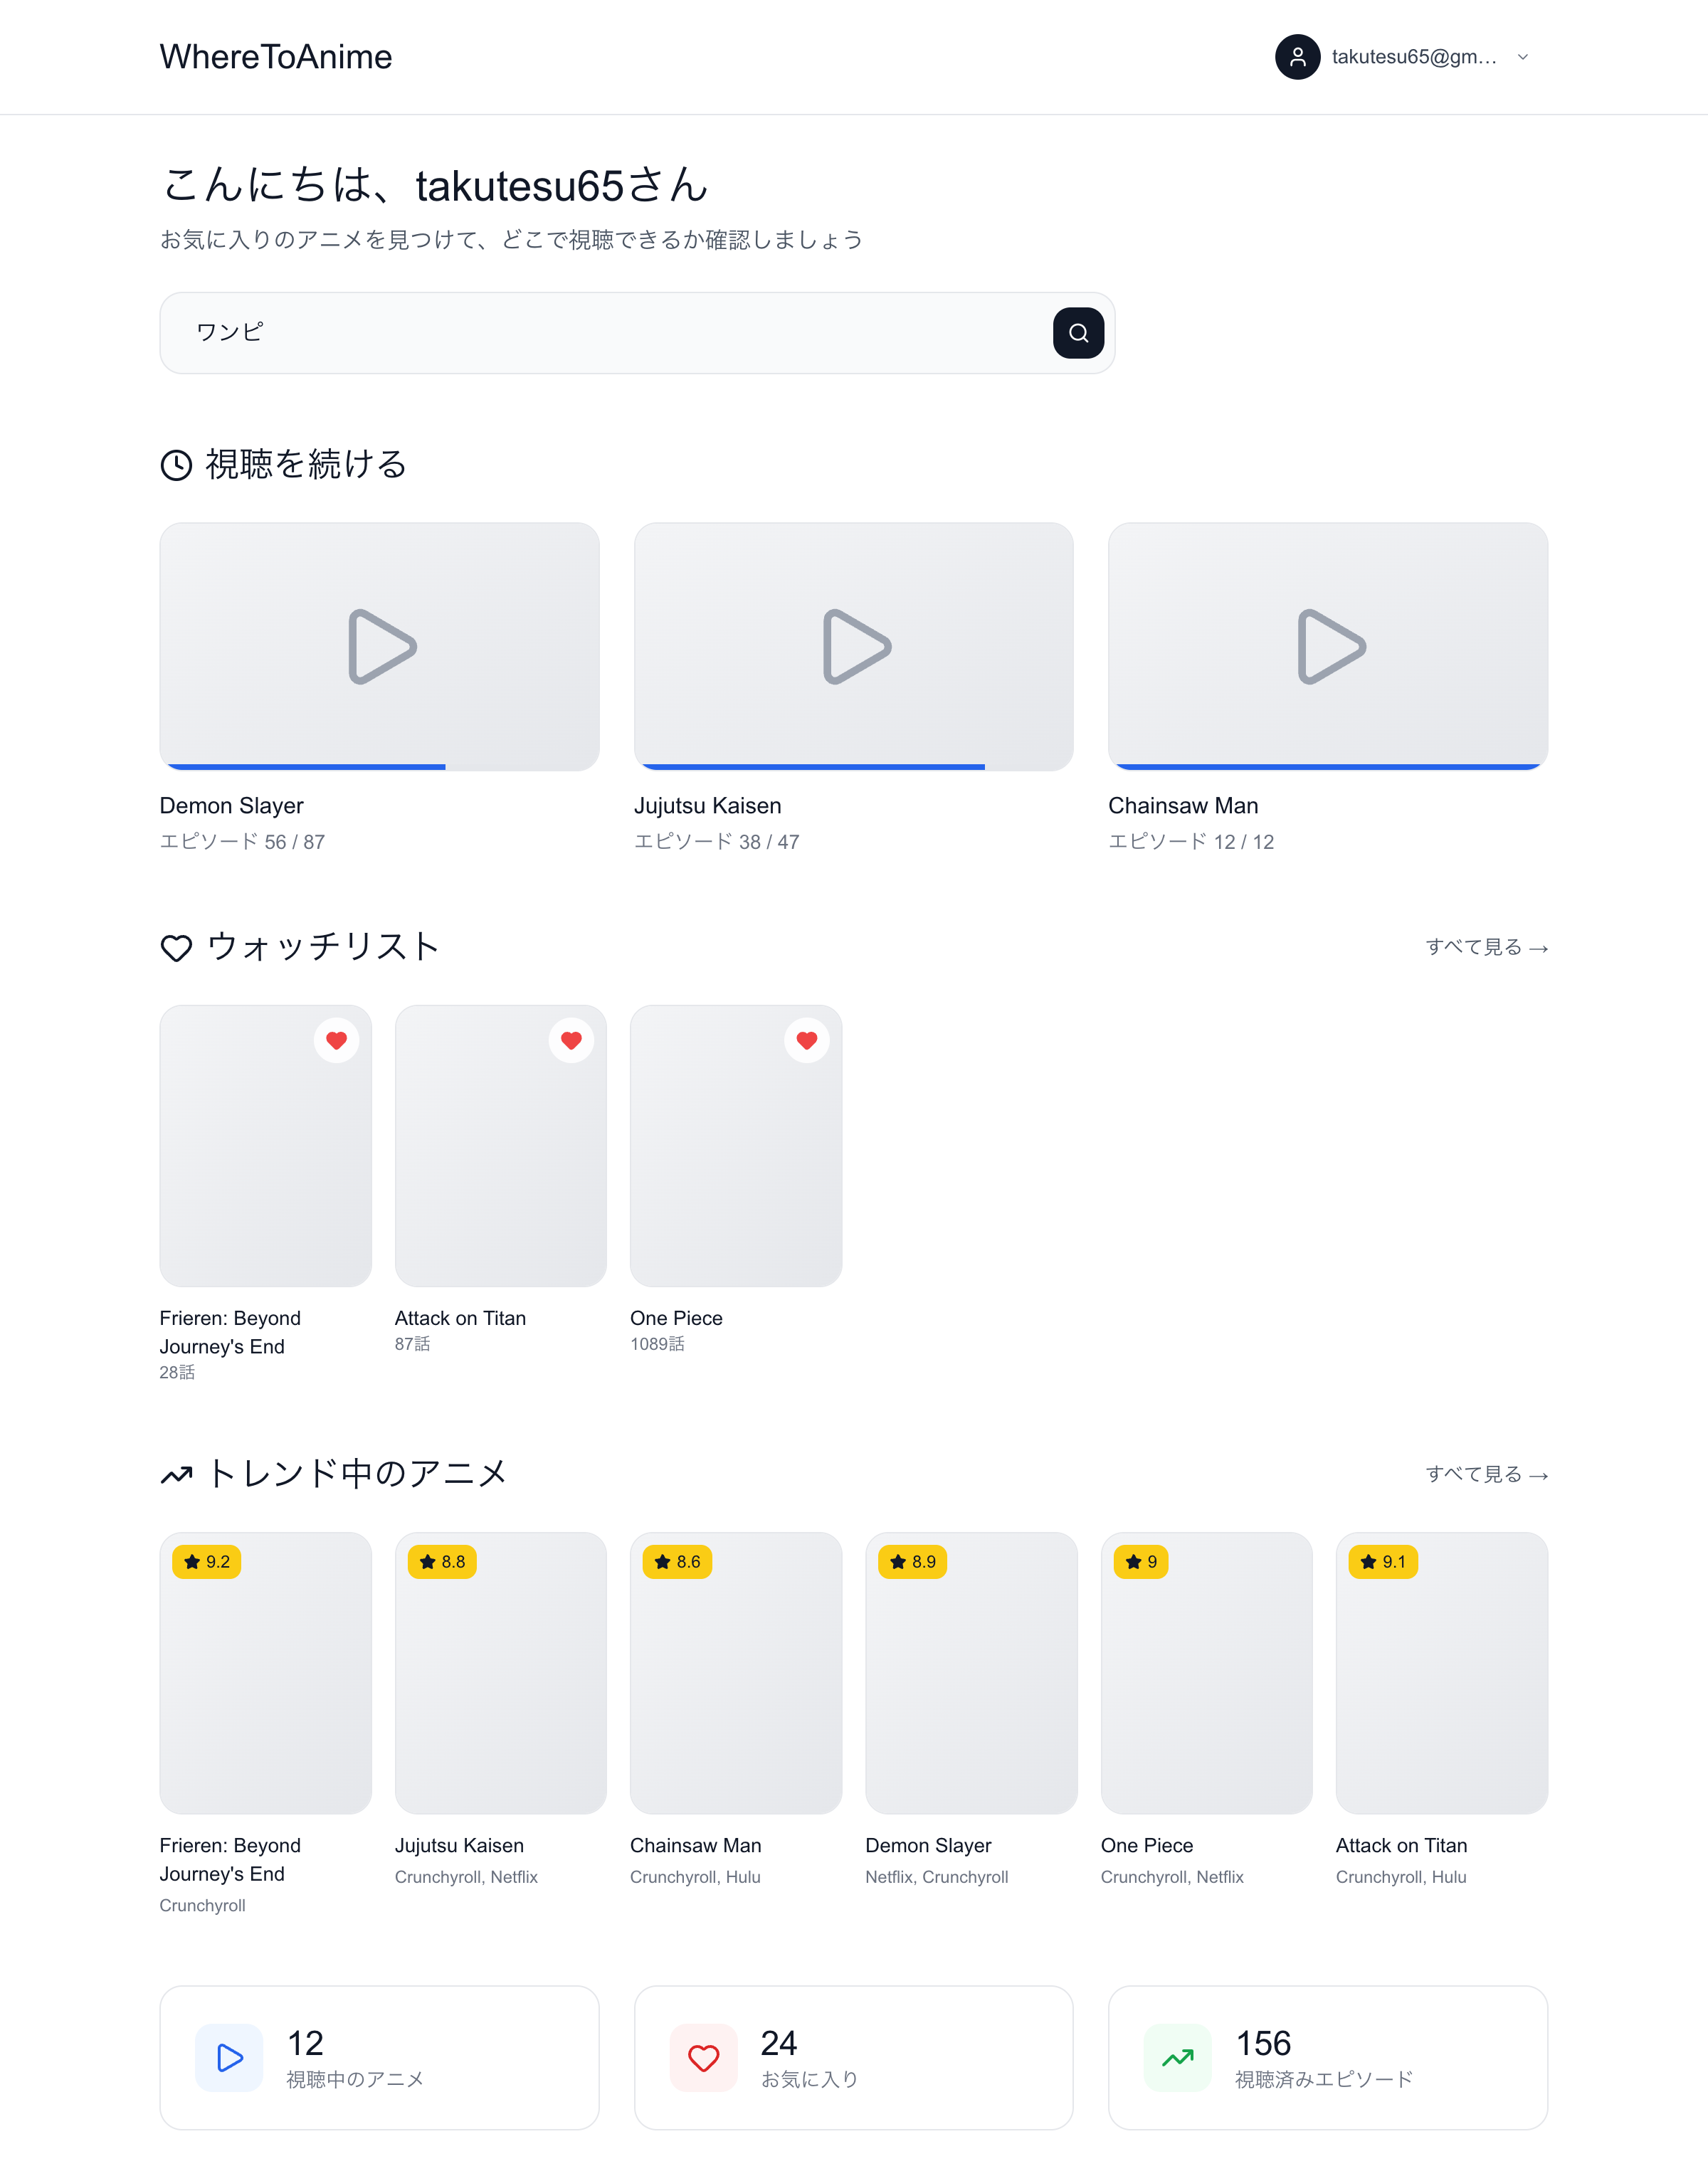 WhereToAnime
takutesu65@gm...
こんにちは、takutesu65さん
お気に入りのアニメを見つけて、どこで視聴できるか確認しましょう
ワンピ
視聴を続ける
Demon Slayer
エピソード 56 / 87
Jujutsu Kaisen
エピソード 38 / 47
Chainsaw Man
エピソード 12 / 12
ウォッチリスト
すべて見る →
Frieren: Beyond
Journey's End
28話
Attack on Titan
87話
One Piece
1089話
トレンド中のアニメ
すべて見る →
9.2
Frieren: Beyond
Journey's End
Crunchyroll
8.8
Jujutsu Kaisen
Crunchyroll, Netflix
8.6
Chainsaw Man
Crunchyroll, Hulu
8.9
Demon Slayer
Netflix, Crunchyroll
9
One Piece
Crunchyroll, Netflix
9.1
Attack on Titan
Crunchyroll, Hulu
12
視聴中のアニメ
24
お気に入り
156
視聴済みエピソード